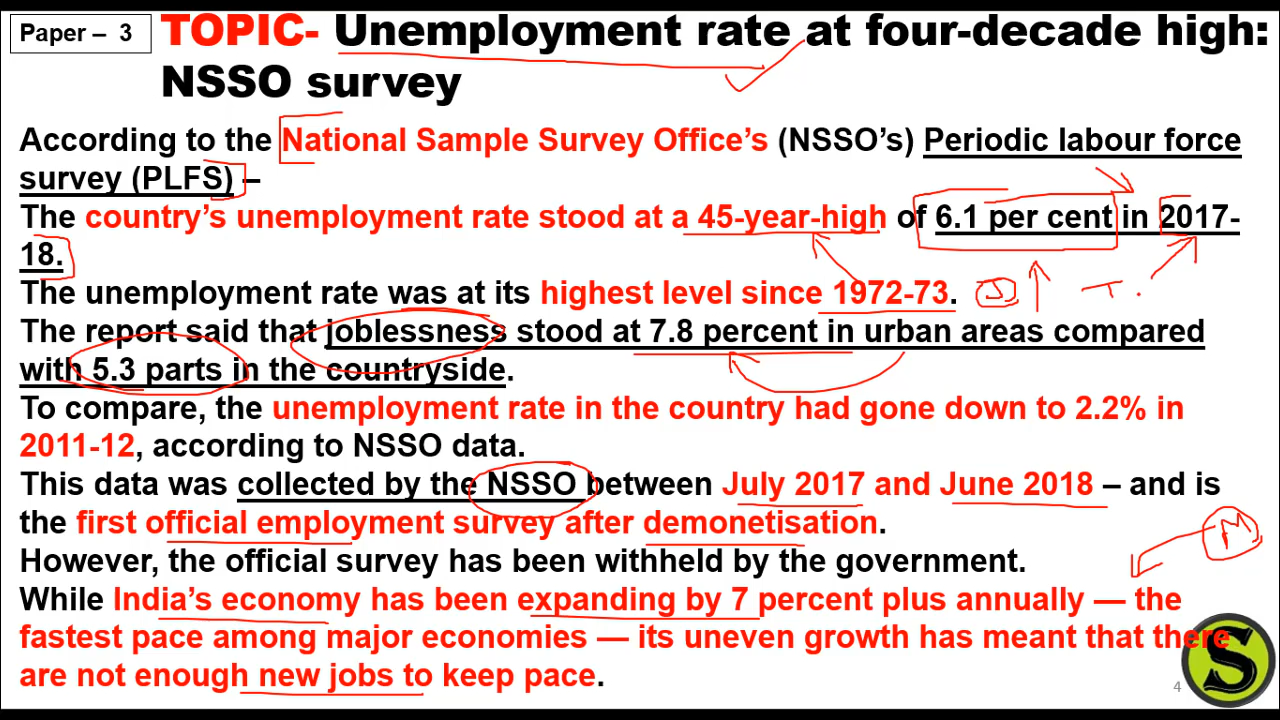 Paper – 3
TOPIC- Unemployment rate at four-decade high:
NSSO survey
According to the National Sample Survey Office’s (NSSO’s) Periodic labour force
survey (PLFS) –
The country’s unemployment rate stood at a 45-year-high of 6.1 per cent in 2017-
18.
The unemployment rate was at its highest level since 1972-73.
The report said that joblessness stood at 7.8 percent in urban areas compared
with 5.3 parts in the countryside.
To compare, the unemployment rate in the country had gone down to 2.2% in
2011-12, according to NSSO data.
This data was collected by the NSSO between July 2017 and June 2018 – and is
the first official employment survey after demonetisation.
However, the official survey has been withheld by the government.
M
While India’s economy has been expanding by 7 percent plus annually — the
fastest pace among major economies — its uneven growth has meant that there
are not enough new jobs to keep pace.
S
4